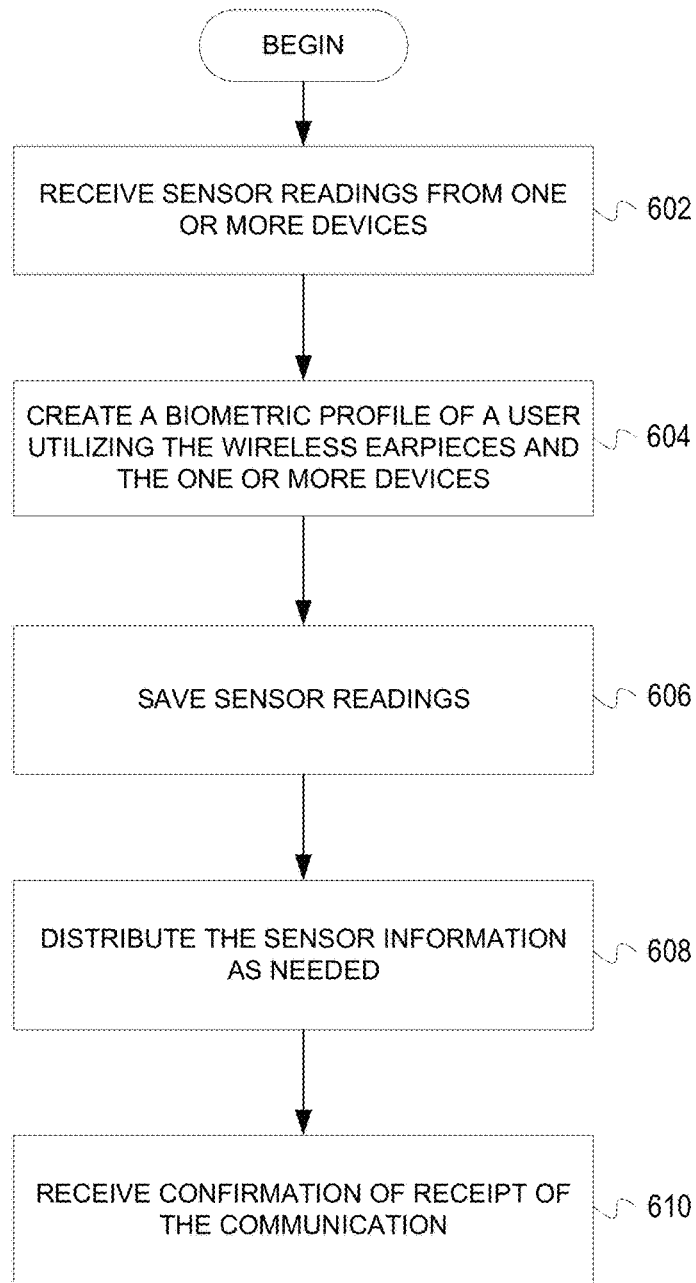 BEGIN
RECEIVE SENSOR READINGS FROM ONE
OR MORE DEVICES
602
CREATE A BIOMETRIC PROFILE OF A USER
UTILIZING THE WIRELESS EARPIECES AND
THE ONE OR MORE DEVICES
604
SAVE SENSOR READINGS
606
DISTRIBUTE THE SENSOR INFORMATION
AS NEEDED
608
RECEIVE CONFIRMATION OF RECEIPT OF
THE COMMUNICATION
610